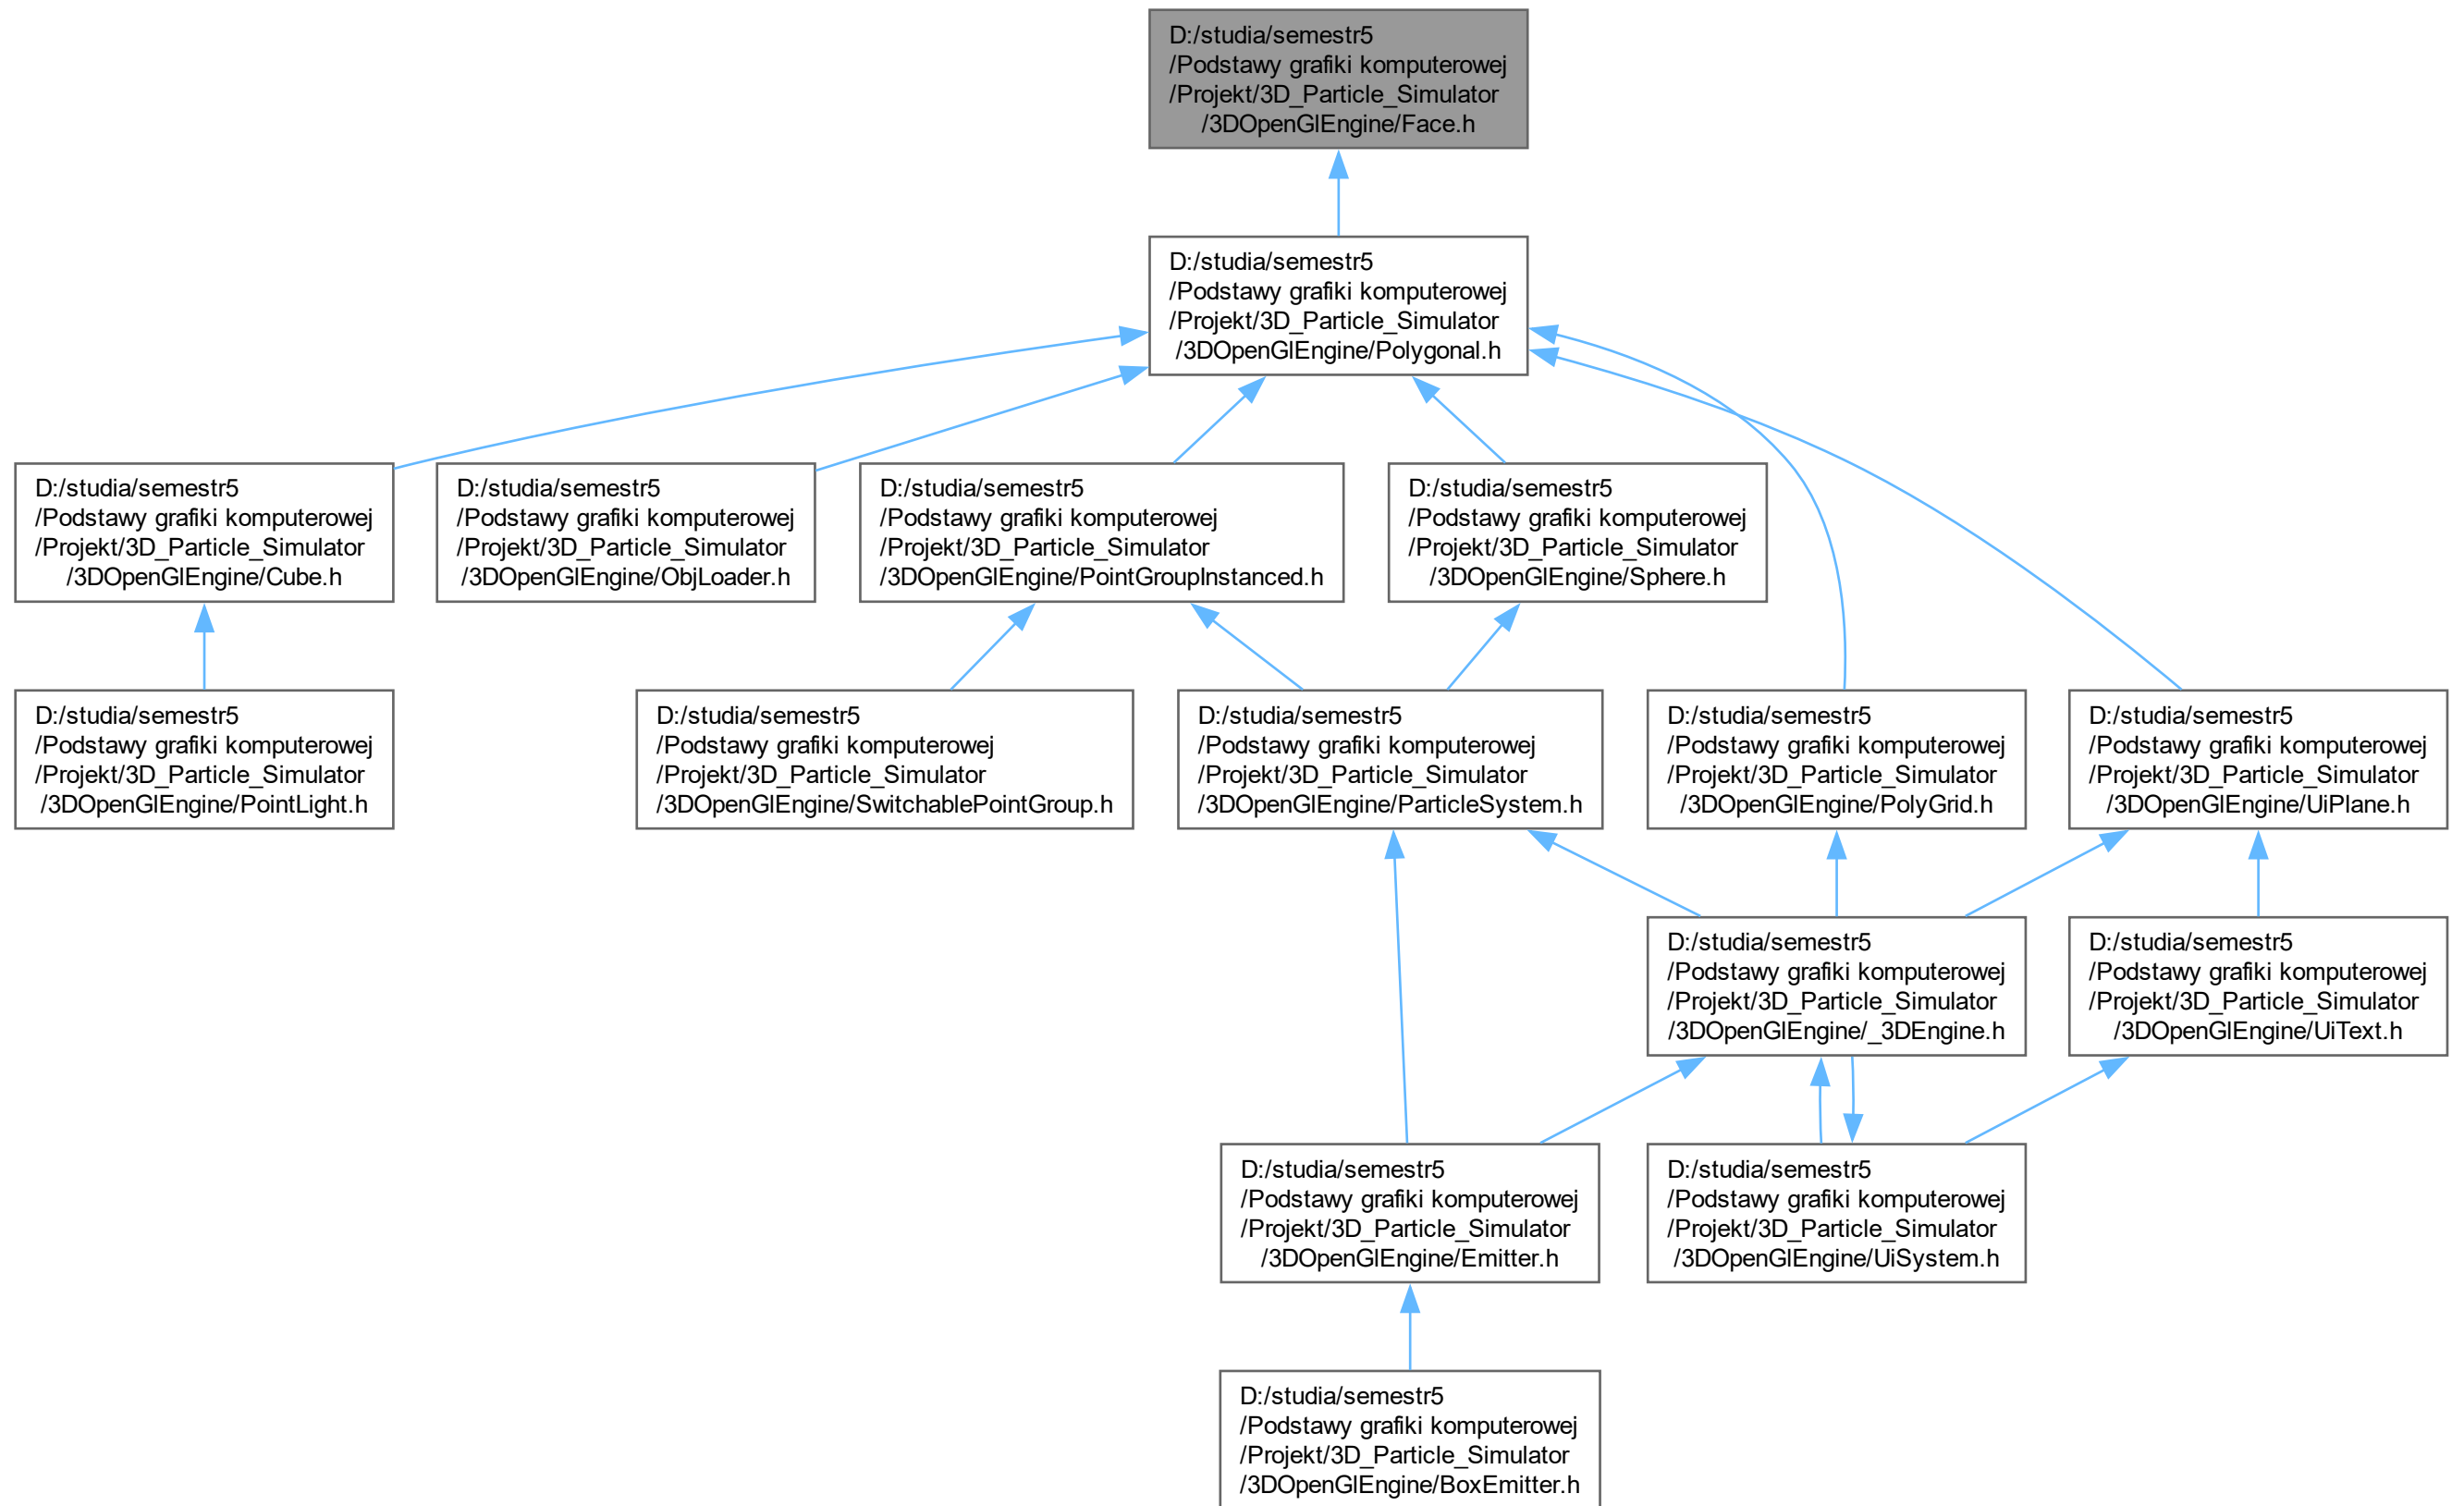 D:/studia/semestr5
/Podstawy grafiki komputerowej
/Projekt/3D_Particle_Simulator
/3DOpenGlEngine/Face.h
D:/studia/semestr5
/Podstawy grafiki komputerowej
/Projekt/3D_Particle_Simulator
/3DOpenGlEngine/Polygonal.h
D:/studia/semestr5
/Podstawy grafiki komputerowej
/Projekt/3D_Particle_Simulator
/3DOpenGlEngine/Cube.h
D:/studia/semestr5
/Podstawy grafiki komputerowej
/Projekt/3D_Particle_Simulator
/3DOpenGlEngine/ObjLoader.h
D:/studia/semestr5
/Podstawy grafiki komputerowej
/Projekt/3D_Particle_Simulator
/3DOpenGlEngine/PointGroupInstanced.h
D:/studia/semestr5
/Podstawy grafiki komputerowej
/Projekt/3D_Particle_Simulator
/3DOpenGlEngine/Sphere.h
D:/studia/semestr5
/Podstawy grafiki komputerowej
/Projekt/3D_Particle_Simulator
/3DOpenGlEngine/PointLight.h
D:/studia/semestr5
/Podstawy grafiki komputerowej
/Projekt/3D_Particle_Simulator
/3DOpenGlEngine/SwitchablePointGroup.h
D:/studia/semestr5
/Podstawy grafiki komputerowej
/Projekt/3D_Particle_Simulator
/3DOpenGlEngine/ParticleSystem.h
D:/studia/semestr5
/Podstawy grafiki komputerowej
/Projekt/3D_Particle_Simulator
/3DOpenGlEngine/PolyGrid.h
D:/studia/semestr5
/Podstawy grafiki komputerowej
/Projekt/3D_Particle_Simulator
/3DOpenGlEngine/UiPlane.h
D:/studia/semestr5
/Podstawy grafiki komputerowej
/Projekt/3D_Particle_Simulator
/3DOpenGlEngine/_3DEngine.h
D:/studia/semestr5
/Podstawy grafiki komputerowej
/Projekt/3D_Particle_Simulator
/3DOpenGlEngine/UiText.h
D:/studia/semestr5
/Podstawy grafiki komputerowej
/Projekt/3D_Particle_Simulator
/3DOpenGlEngine/Emitter.h
D:/studia/semestr5
/Podstawy grafiki komputerowej
/Projekt/3D_Particle_Simulator
/3DOpenGlEngine/UiSystem.h
D:/studia/semestr5
/Podstawy grafiki komputerowej
/Projekt/3D_Particle_Simulator
/3DOpenGlEngine/BoxEmitter.h